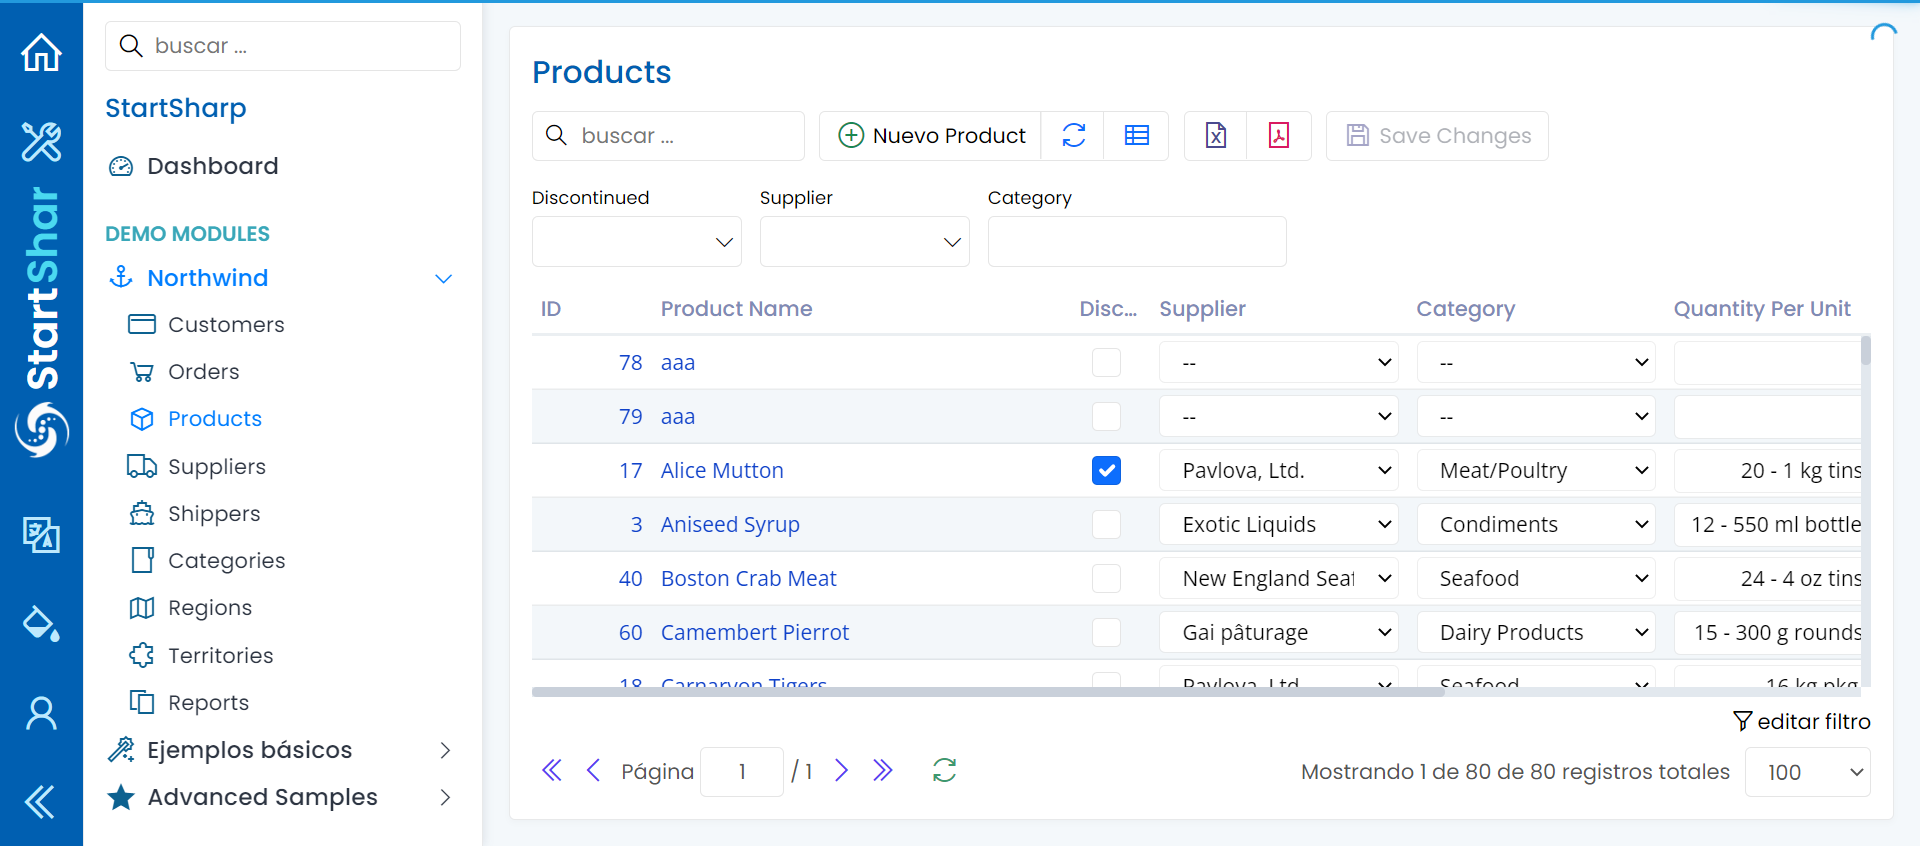 StartShar
buscar ...
StartSharp
Dashboard
DEMO MODULES
Northwind
Customers
Orders
Products
Suppliers
Shippers
Categories
Regions
Territories
Reports
Ejemplos básicos
Advanced Samples
Products
buscar ...
Nuevo Product
Save Changes
Discontinued Supplier Category
ID Product Name Disc... Supplier Category Quantity Per Unit
78 aaa -- --
79 aaa -- --
17 Alice Mutton Pavlova, Ltd. Meat/Poultry 20 - 1 kg tins
3 Aniseed Syrup Exotic Liquids Condiments 12 - 550 ml bottle
40 Boston Crab Meat New England Seaf Seafood 24 - 4 oz tins
60 Camembert Pierrot Gai pâturage Dairy Products 15 - 300 g rounds
18 Carnarvon Tigers Pavlova, Ltd. Seafood 16 kg pkg.
editar filtro
Página 1 / 1
Mostrando 1 de 80 de 80 registros totales 100